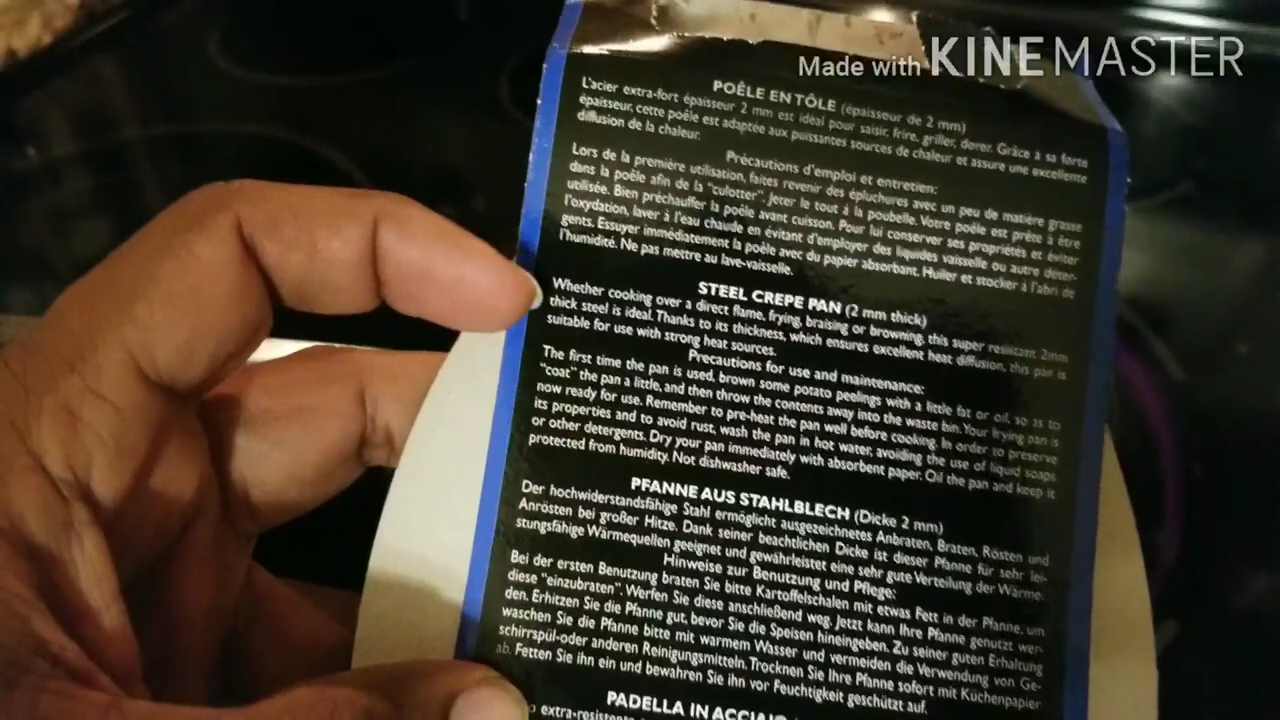 Made with KINEMASTER
POÊLE EN TÔLE (épaisseur de 2 mm)
L'acier extra-fort épaisseur 2 mm est idéal pour saisir, frire, griller, dorer. Grâce à sa forte
épaisseur, cette poêle est adaptée aux puissantes sources de chaleur et assure une excellente
diffusion de la chaleur.
Précautions d'emploi et entretien:
Lors de la première utilisation, faites revenir des épluchures avec un peu de matière grasse
dans la poêle afin de la "culotter". Jeter le tout à la poubelle. Votre poêle est prête à être
utilisée. Bien préchauffer la poêle avant cuisson. Pour lui conserver ses propriétés et éviter
l'oxydation, laver à l'eau chaude en évitant d'employer des liquides vaisselle ou autre déter-
gents. Essuyer immédiatement la poêle avec du papier absorbant. Huiler et stocker à l'abri de
l'humidité. Ne pas mettre au lave-vaisselle.
STEEL CREPE PAN (2 mm thick)
Whether cooking over a direct flame, frying, braising or browning, this super resistant 2mm
thick steel is ideal. Thanks to its thickness, which ensures excellent heat diffusion, this pan is
suitable for use with strong heat sources.
Precautions for use and maintenance:
The first time the pan is used, brown some potato peelings with a little fat or oil, so as to
"coat" the pan a little, and then throw the contents away into the waste bin. Your frying pan is
now ready for use. Remember to pre-heat the pan well before cooking. In order to preserve
its properties and to avoid rust, wash the pan in hot water, avoiding the use of liquid soaps
or other detergents. Dry your pan immediately with absorbent paper. Oil the pan and keep it
protected from humidity. Not dishwasher safe.
PFANNE AUS STAHLBLECH (Dicke 2 mm)
Der hochwiderstandsfähige Stahl ermöglicht ausgezeichnetes Anbraten, Braten, Rösten und
Anrösten bei großer Hitze. Dank seiner beachtlichen Dicke ist dieser Pfanne für sehr lei-
stungsfähige Wärmequellen geeignet und gewährleistet eine sehr gute Verteilung der Wärme.
Hinweise zur Benutzung und Pflege:
Bei der ersten Benutzung braten Sie bitte Kartoffelschalen mit etwas Fett in der Pfanne, um
diese "einzubraten". Werfen Sie diese anschließend weg. Jetzt kann Ihre Pfanne genutzt wer-
den. Erhitzen Sie die Pfanne gut, bevor Sie die Speisen hineingeben. Zu seiner guten Erhaltung
waschen Sie die Pfanne bitte mit warmem Wasser und vermeiden die Verwendung von Ge-
schirrspül-oder anderen Reinigungsmitteln. Trocknen Sie Ihre Pfanne sofort mit Küchenpapier
ab. Fetten Sie ihn ein und bewahren Sie ihn vor Feuchtigkeit geschützt auf.
PADELLA IN ACCIAIO
extra-resistente